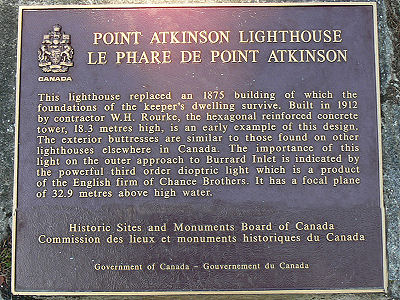 POINT ATKINSON LIGHTHOUSE
LE PHARE DE POINT ATKINSON
CANADA
This lighthouse replaced an 1875 building of which the
foundations of the keeper's dwelling survive. Built in 1912
by contractor W.H. Rourke, the hexagonal reinforced concrete
tower, 18.3 metres high, is an early example of this design.
The exterior buttresses are similar to those found on other
lighthouses elsewhere in Canada. The importance of this
light on the outer approach to Burrard Inlet is indicated by
the powerful third order dioptric light which is a product
of the English firm of Chance Brothers. It has a focal plane
of 32.9 metres above high water.
Historic Sites and Monuments Board of Canada
Commission des lieux et monuments historiques du Canada
Government of Canada – Gouvernement du Canada